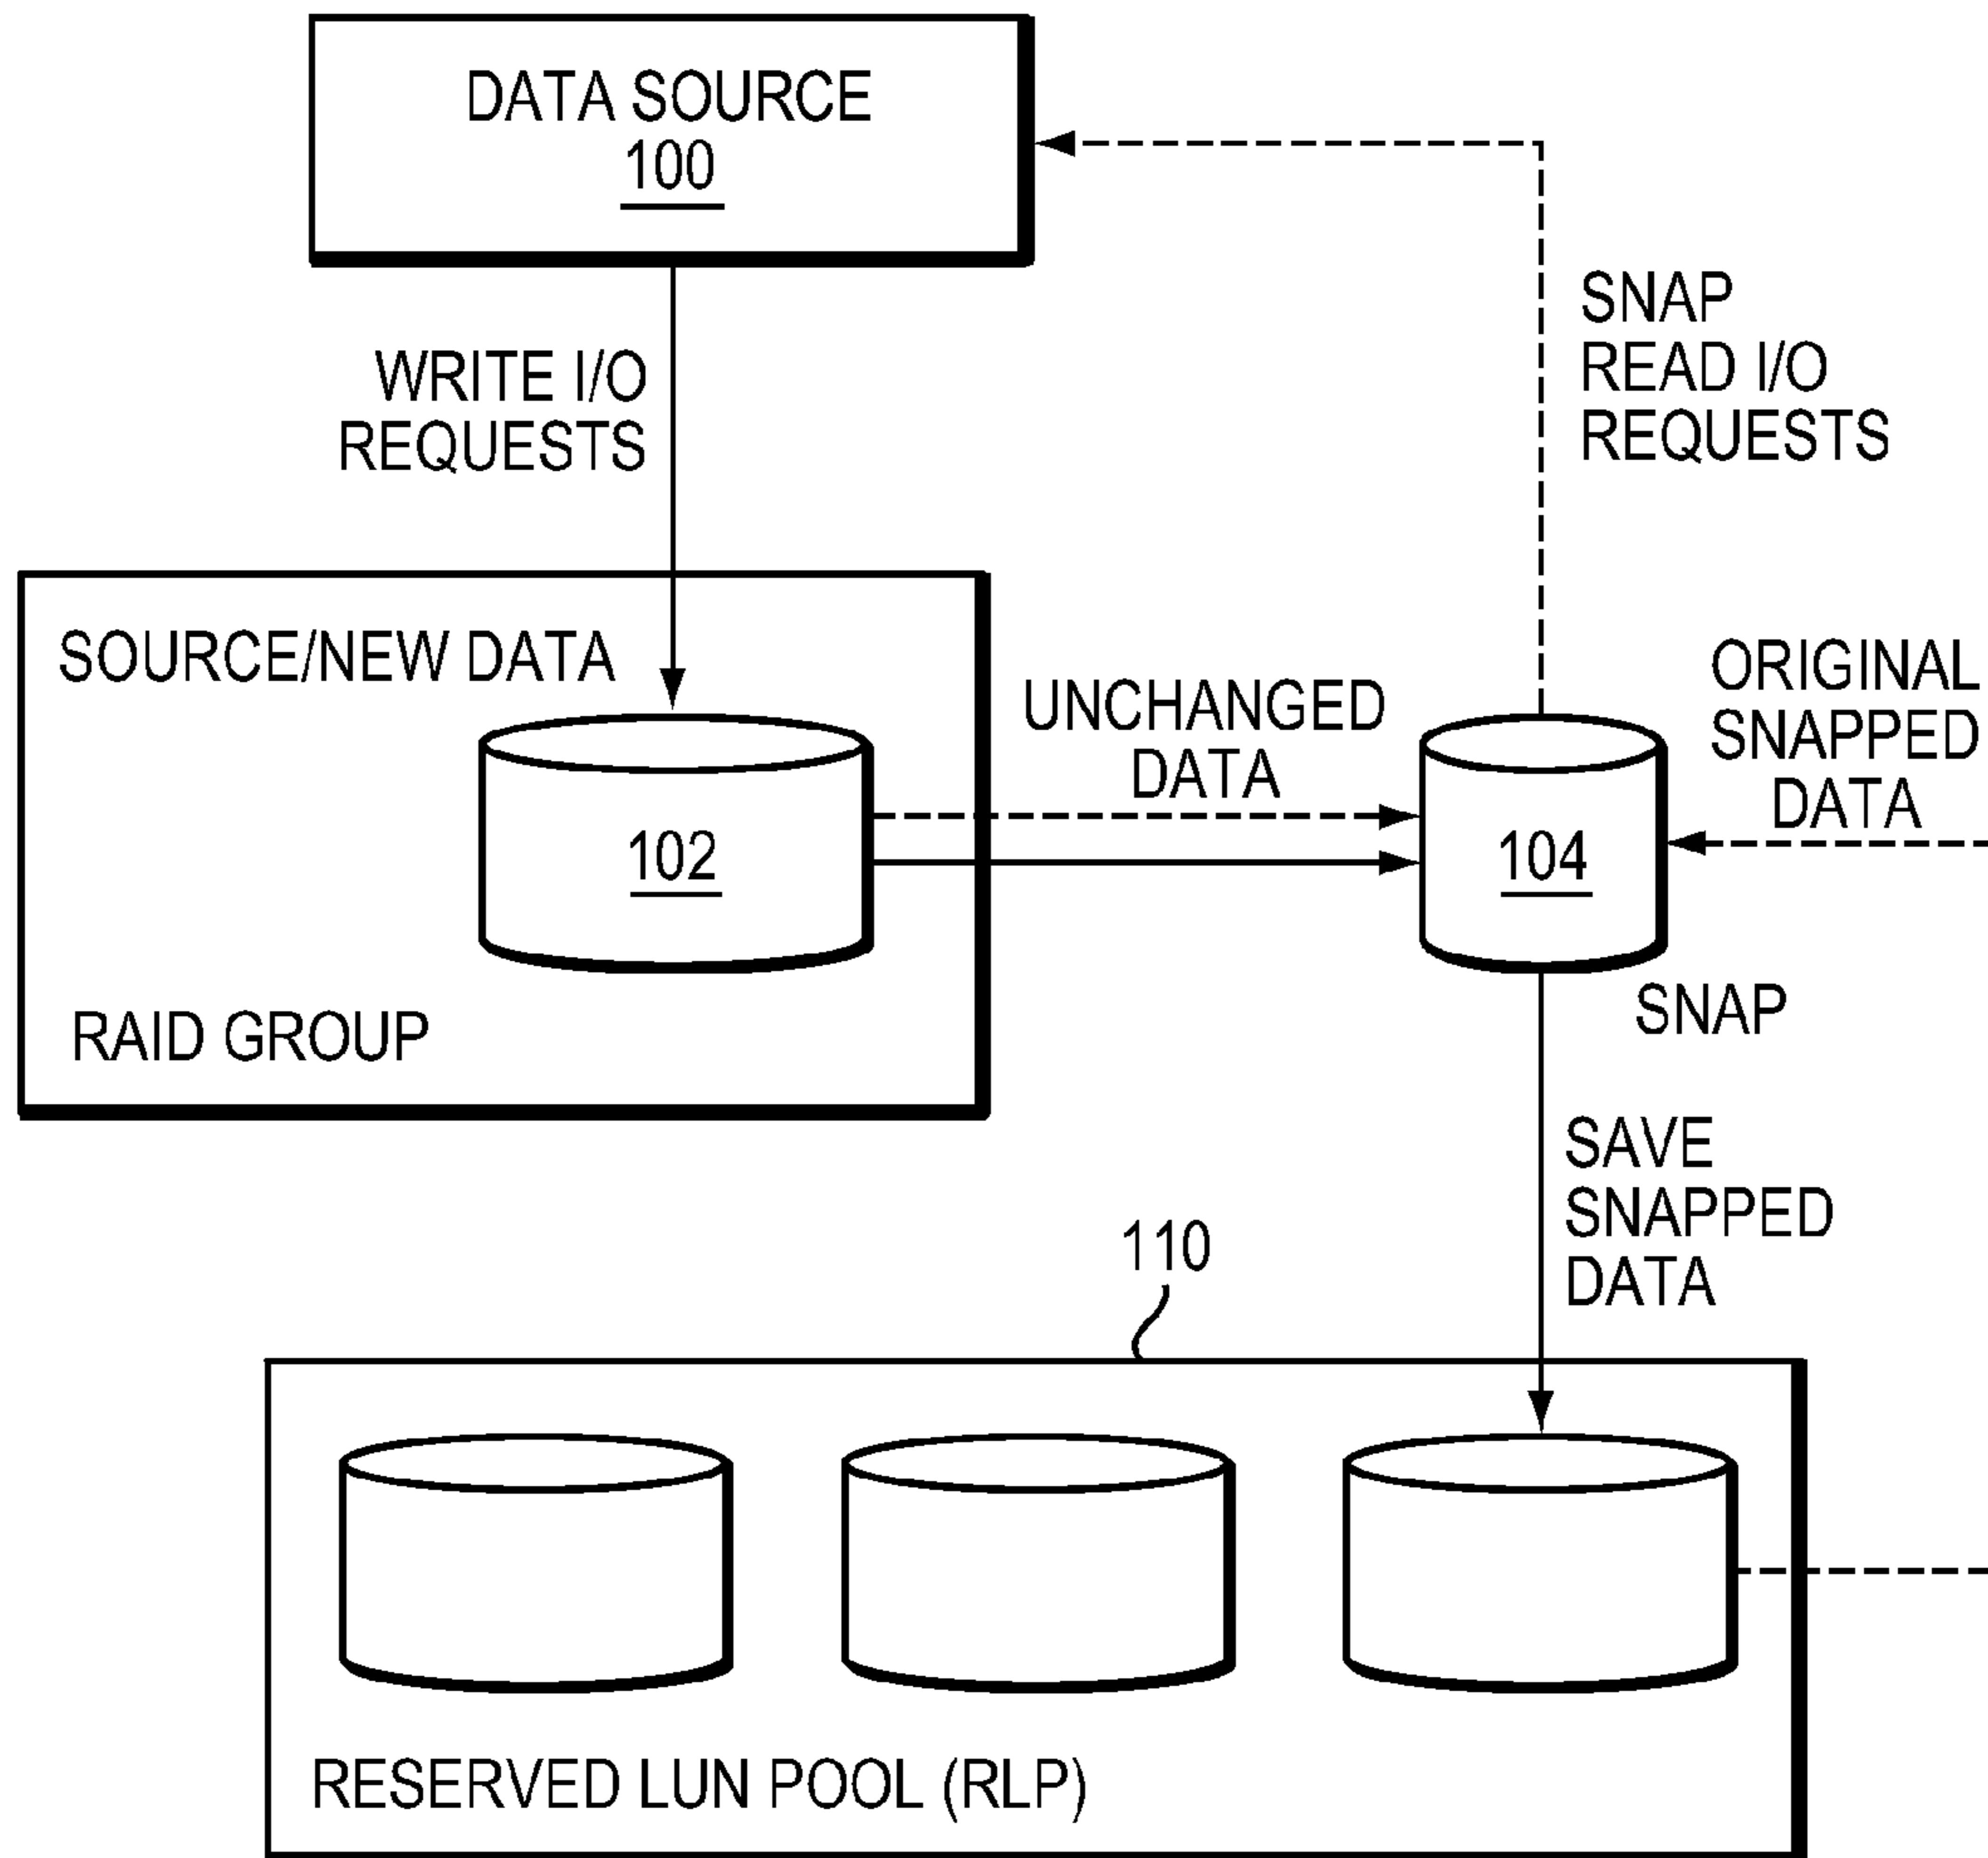 DATA SOURCE
100
WRITE I/O
REQUESTS
SNAP
READ I/O
REQUESTS
SOURCE/NEW DATA
102
RAID GROUP
UNCHANGED
DATA
104
SNAP
ORIGINAL
SNAPPED
DATA
SAVE
SNAPPED
DATA
110
RESERVED LUN POOL (RLP)